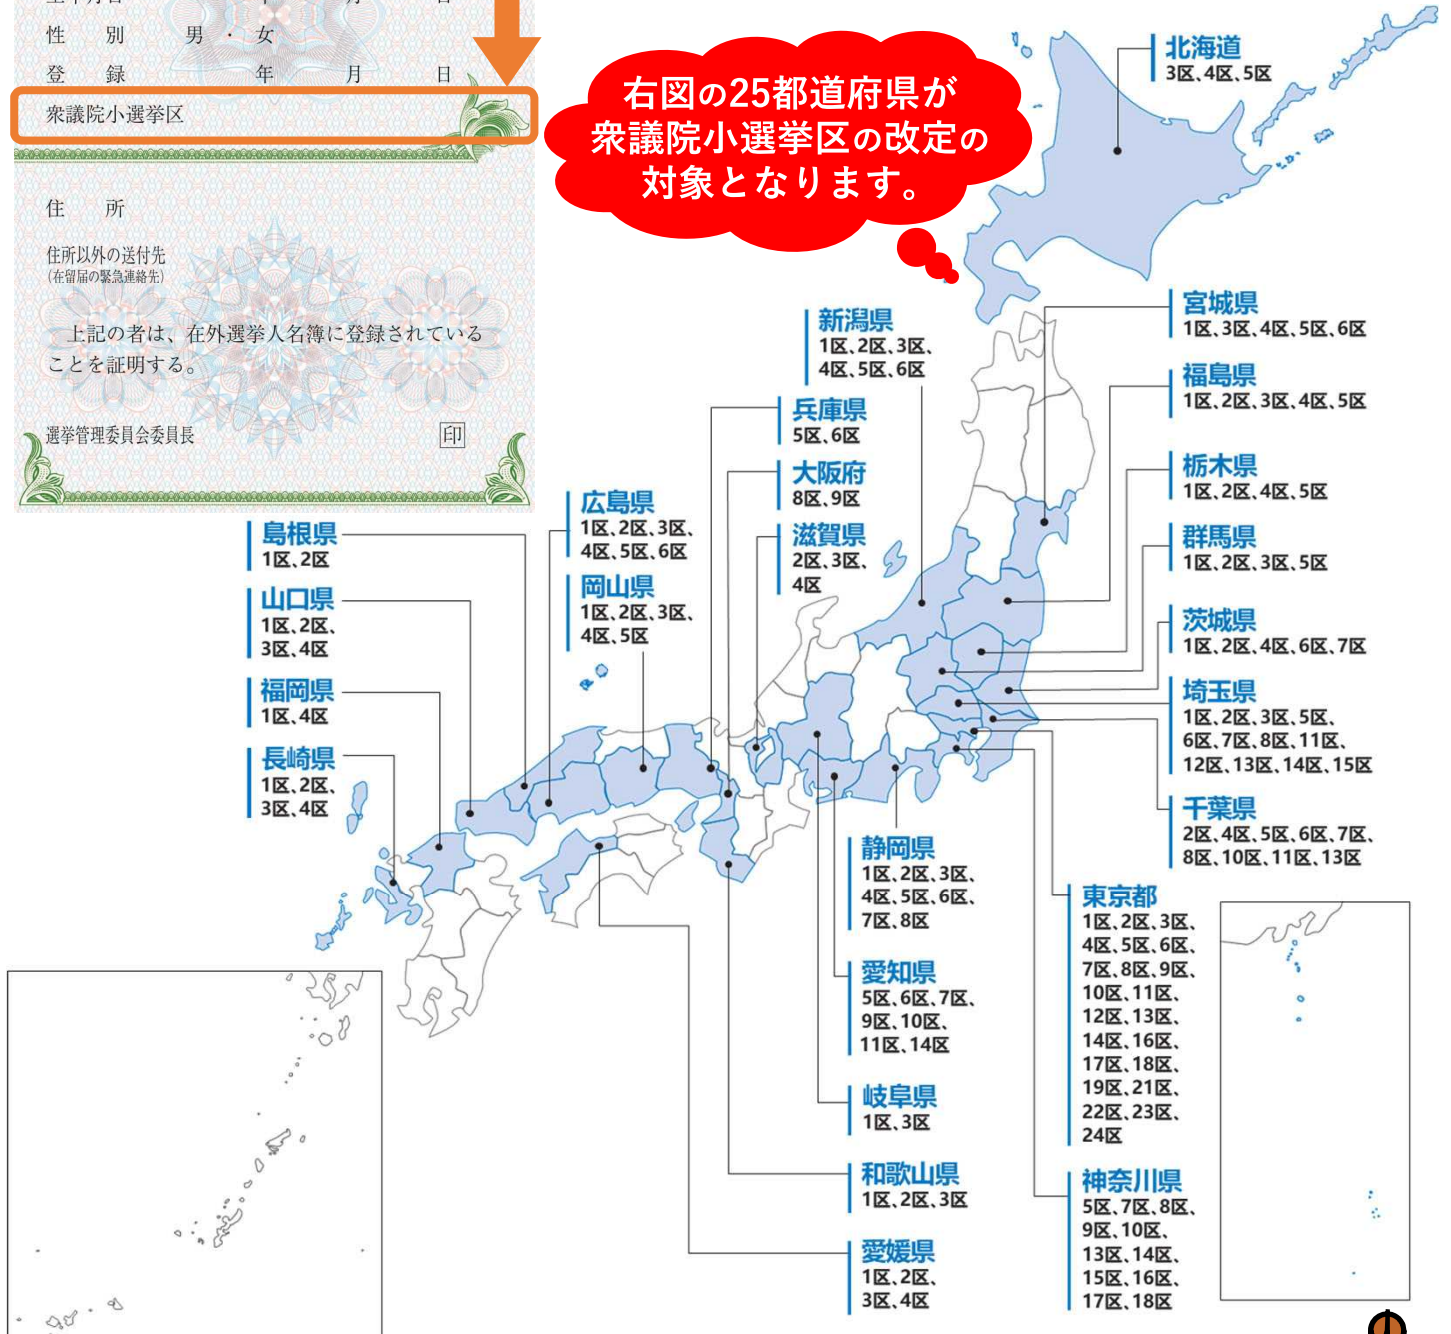 性　別　　男・女
登　録　　年　月　日
衆議院小選挙区
住　所
住所以外の送付先
(在留届の緊急連絡先)
上記の者は、在外選挙人名簿に登録されている
ことを証明する。
選挙管理委員会委員長　印
右図の25都道府県が
衆議院小選挙区の改定の
対象となります。
北海道
3区、4区、5区
宮城県
1区、3区、4区、5区、6区
福島県
1区、2区、3区、4区、5区
栃木県
1区、2区、4区、5区
群馬県
1区、2区、3区、5区
茨城県
1区、2区、4区、6区、7区
埼玉県
1区、2区、3区、5区、
6区、7区、8区、11区、
12区、13区、14区、15区
千葉県
2区、4区、5区、6区、7区、
8区、10区、11区、13区
東京都
1区、2区、3区、
4区、5区、6区、
7区、8区、9区、
10区、11区、
12区、13区、
14区、16区、
17区、18区、
19区、21区、
22区、23区、
24区
神奈川県
5区、7区、8区、
9区、10区、
13区、14区、
15区、16区、
17区、18区
新潟県
1区、2区、3区、
4区、5区、6区
兵庫県
5区、6区
大阪府
8区、9区
滋賀県
2区、3区、
4区
広島県
1区、2区、3区、
4区、5区、6区
岡山県
1区、2区、3区、
4区、5区
島根県
1区、2区
山口県
1区、2区、
3区、4区
福岡県
1区、4区
長崎県
1区、2区、
3区、4区
静岡県
1区、2区、3区、
4区、5区、6区、
7区、8区
愛知県
5区、6区、7区、
9区、10区、
11区、14区
岐阜県
1区、3区
和歌山県
1区、2区、3区
愛媛県
1区、2区、
3区、4区